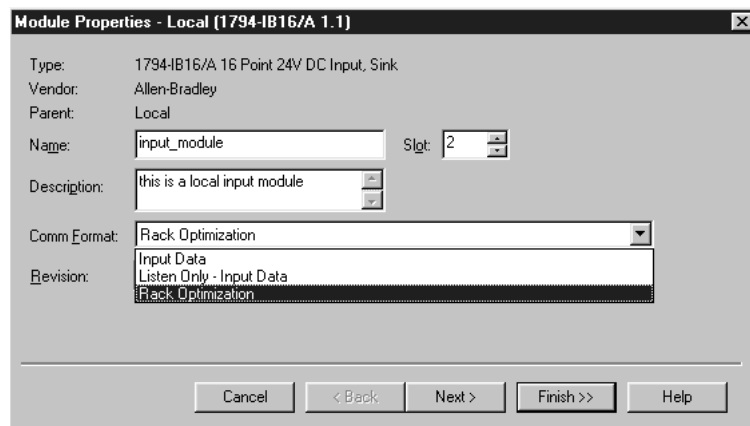 Module Properties - Local (1794-IB16/A 1.1)
Type: 1794-IB16/A 16 Point 24V DC Input, Sink
Vendor: Allen-Bradley
Parent: Local
Name: input_module Slot: 2
Description: this is a local input module
Comm Format: Rack Optimization
Input Data
Revision: Listen Only - Input Data
Rack Optimization
Cancel < Back Next > Finish >> Help